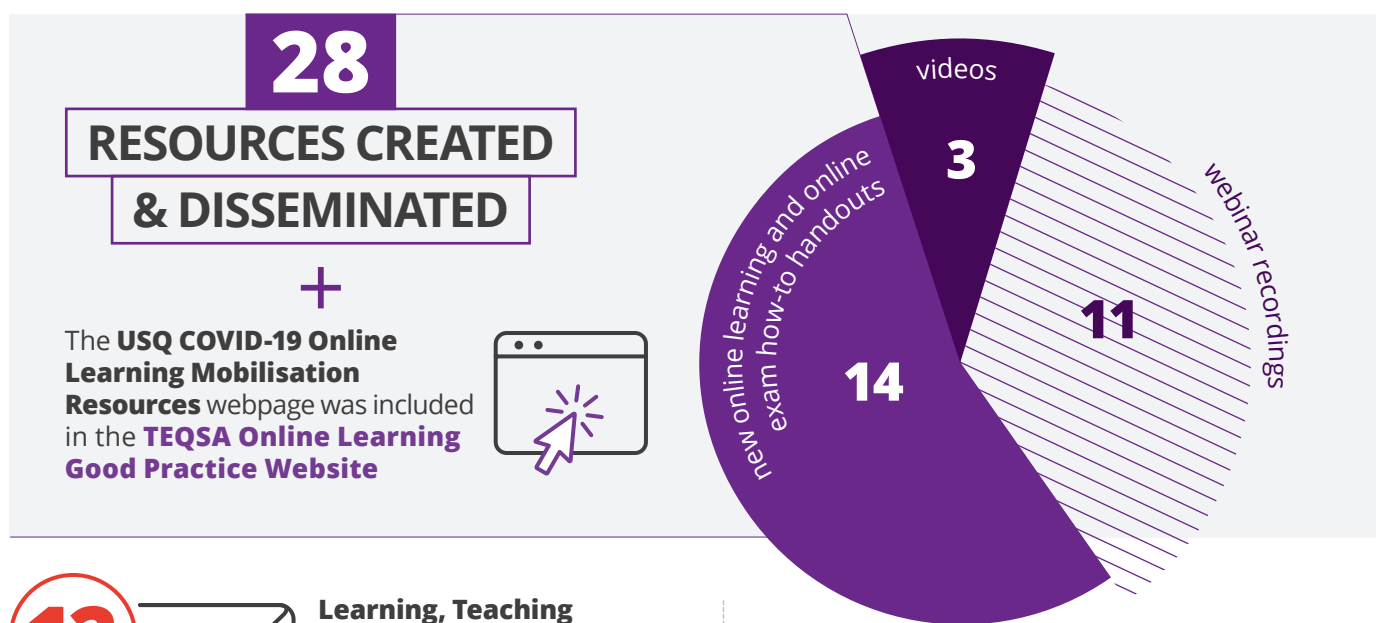 28
RESOURCES CREATED
& DISSEMINATED
+
The USQ COVID-19 Online
Learning Mobilisation
Resources webpage was included
in the TEQSA Online Learning
Good Practice Website
videos
3
new online learning and online
exam how-to handouts
14
webinar recordings
11
Learning, Teaching